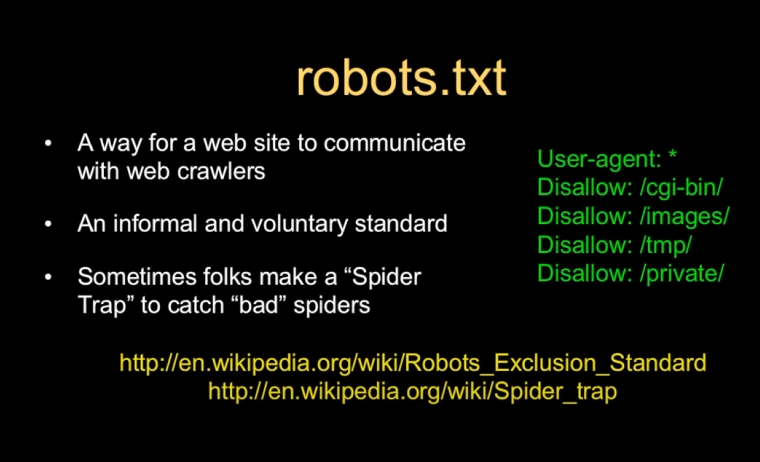 robots.txt
• A way for a web site to communicate
with web crawlers
• An informal and voluntary standard
• Sometimes folks make a “Spider
Trap” to catch “bad” spiders
User-agent: *
Disallow: /cgi-bin/
Disallow: /images/
Disallow: /tmp/
Disallow: /private/
http://en.wikipedia.org/wiki/Robots_Exclusion_Standard
http://en.wikipedia.org/wiki/Spider_trap